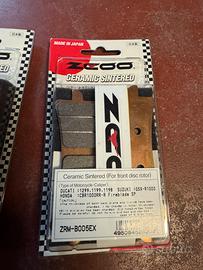 MADE IN JAPAN
ZCOO
CERAMIC SINTERED
ZCOO
Ceramic Sintered (For front disc rotor)
(Type of Motorcycle・Caliper)
DUCATI 1299,1199,1198 SUZUKI GSX-R1000
HONDA CBR1000RR-R Fireblade SP
ZRM-B005EX